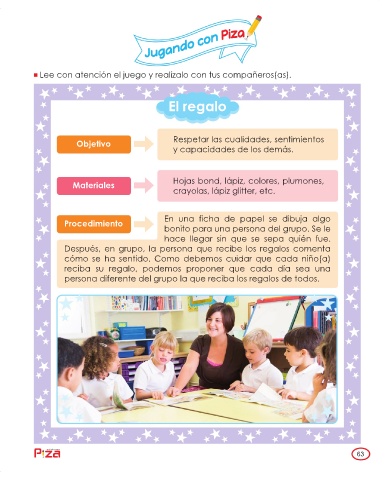 Jugando con Piza
Lee con atención el juego y realízalo con tus compañeros(as).
El regalo
Objetivo
Respetar las cualidades, sentimientos
y capacidades de los demás.
Materiales
Hojas bond, lápiz, colores, plumones,
crayolas, lápiz glitter, etc.
Procedimiento
En una ficha de papel se dibuja algo
bonito para una persona del grupo. Se le
hace llegar sin que se sepa quién fue.
Después, en grupo, la persona que recibe los regalos comenta
cómo se ha sentido. Como debemos cuidar que cada niño(a)
reciba su regalo, podemos proponer que cada día sea una
persona diferente del grupo la que reciba los regalos de todos.
Piza
63